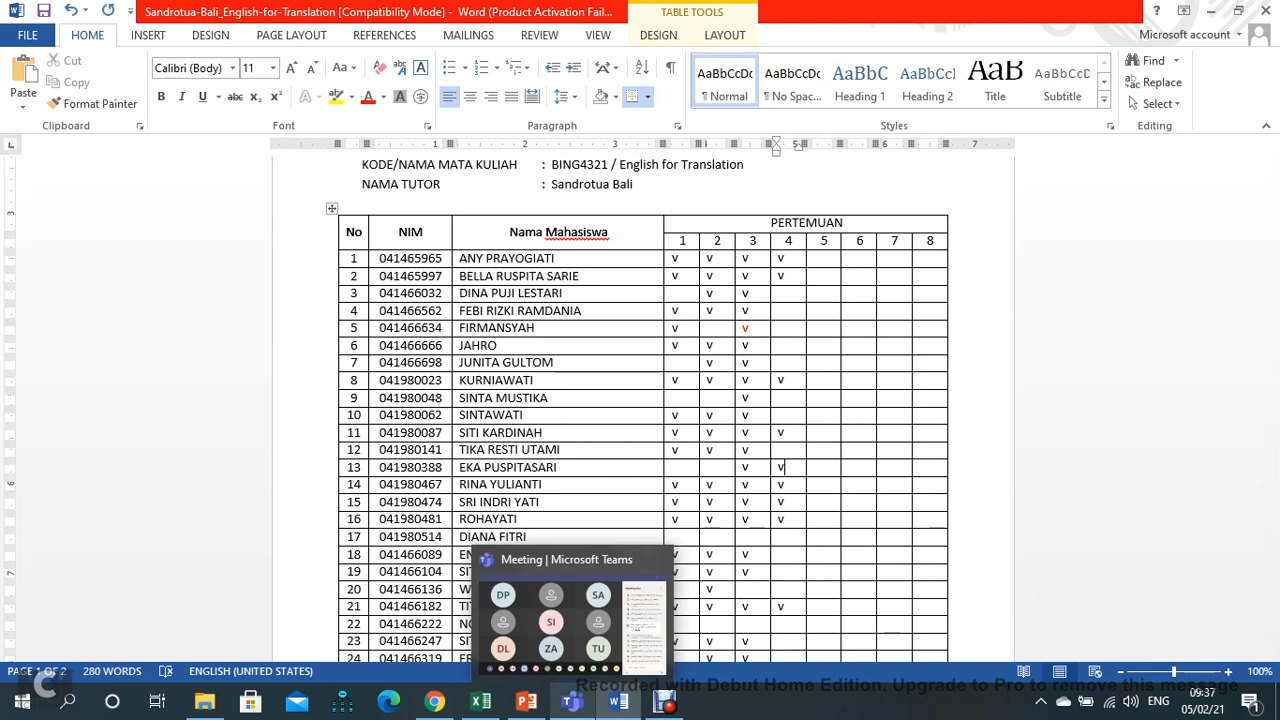 Sandrotua-Bali_English-for-Translation [Compatibility Mode] - Word (Product Activation Fail...
TABLE TOOLS
FILE HOME INSERT DESIGN PAGE LAYOUT REFERENCES MAILINGS REVIEW VIEW DESIGN LAYOUT Microsoft account
Paste
Cut
Copy
Format Painter
Clipboard
Calibri (Body) 11
Font
Paragraph
AaBbCcDc AaBbCcDc AaBbC AaBbCcD AaB AaBbCcD
¶ Normal ¶ No Spac... Heading 1 Heading 2 Title Subtitle
Styles
Find
Replace
Select
Editing
1 2 3 4 5 7
KODE/NAMA MATA KULIAH : BING4321 / English for Translation
NAMA TUTOR : Sandrotua Bali
No NIM Nama Mahasiswa PERTEMUAN
1 2 3 4 5 6 7 8
1 041465965 ANY PRAYOGIATI v v v v
2 041465997 BELLA RUSPITA SARIE v v v v
3 041466032 DINA PUJI LESTARI v v
4 041466562 FEBI RIZKI RAMDANIA v v v
5 041466634 FIRMANSYAH v v
6 041466666 JAHRO v v v
7 041466698 JUNITA GULTOM v v
8 041980023 KURNIAWATI v v v v
9 041980048 SINTA MUSTIKA v
10 041980062 SINTAWATI v v v
11 041980087 SITI KARDINAH v v v v
12 041980141 TIKA RESTI UTAMI v v v
13 041980388 EKA PUSPITASARI v v
14 041980467 RINA YULIANTI v v v v
15 041980474 SRI INDRI YATI v v v v
16 041980481 ROHAYATI v v v v
17 041980514 DIANA FITRI
18 041466089 v v v
19 041466104 v v v
20 041466136 v
21 041466182 v v v v
22 041466222
23 041466247 v v v
24 041466319 v v
Meeting | Microsoft Teams
DP SA
SI
DL ZA TU
PAGE 1 OF 2 280 WORDS ENGLISH (UNITED STATES) 100%
Recorded with Debut Home Edition. Upgrade to Pro to remove this message
09:37
05/02/21